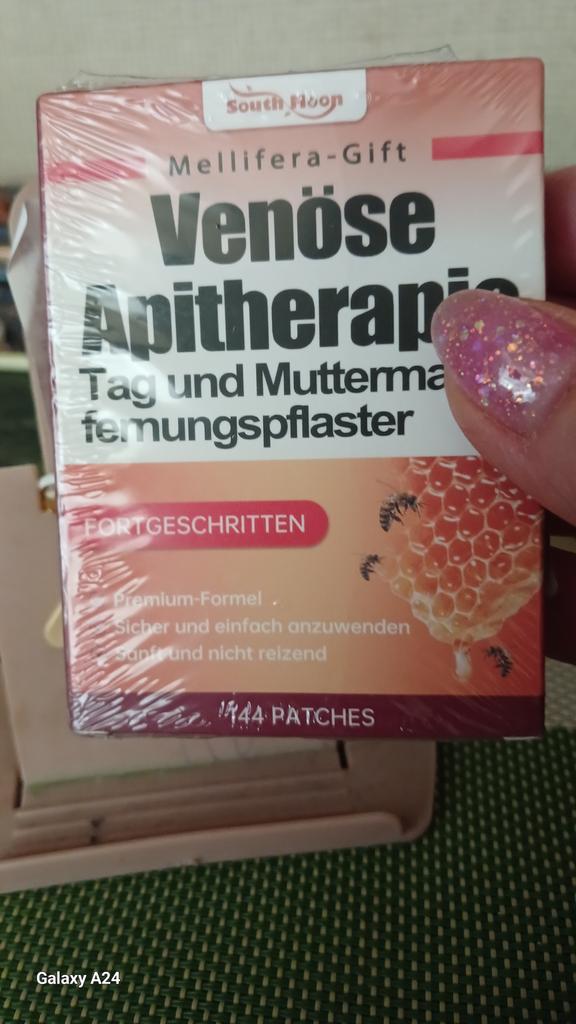 South Moon
Mellifera-Gift
Venöse
Apitherapie
Tag und Mutterma
fernungspflaster
FORTGESCHRITTEN
Premium-Formel
Sicher und einfach anzuwenden
Sanft und nicht reizend
144 PATCHES
Galaxy A24